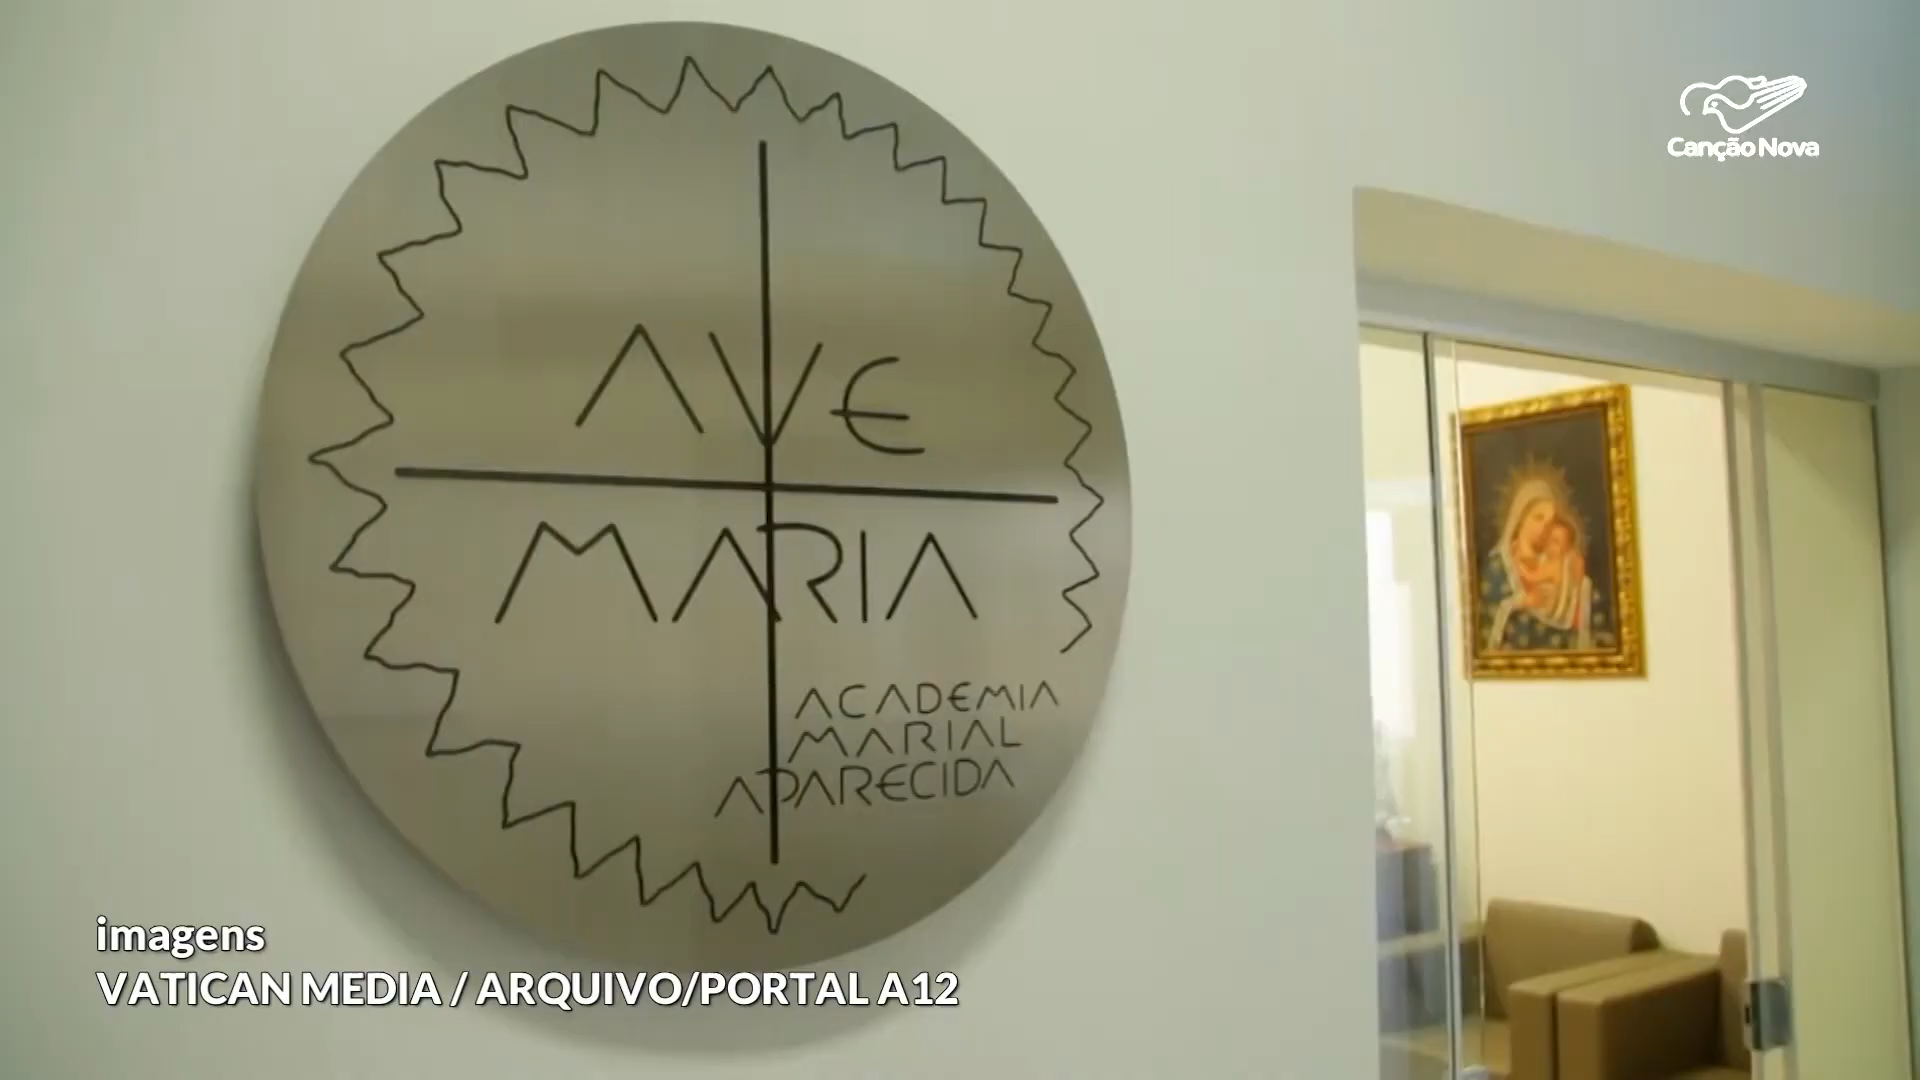 Canção Nova
AVE
MARIA
ACADEMIA
MARIAL
APARECIDA
imagens
VATICAN MEDIA / ARQUIVO/PORTAL A12